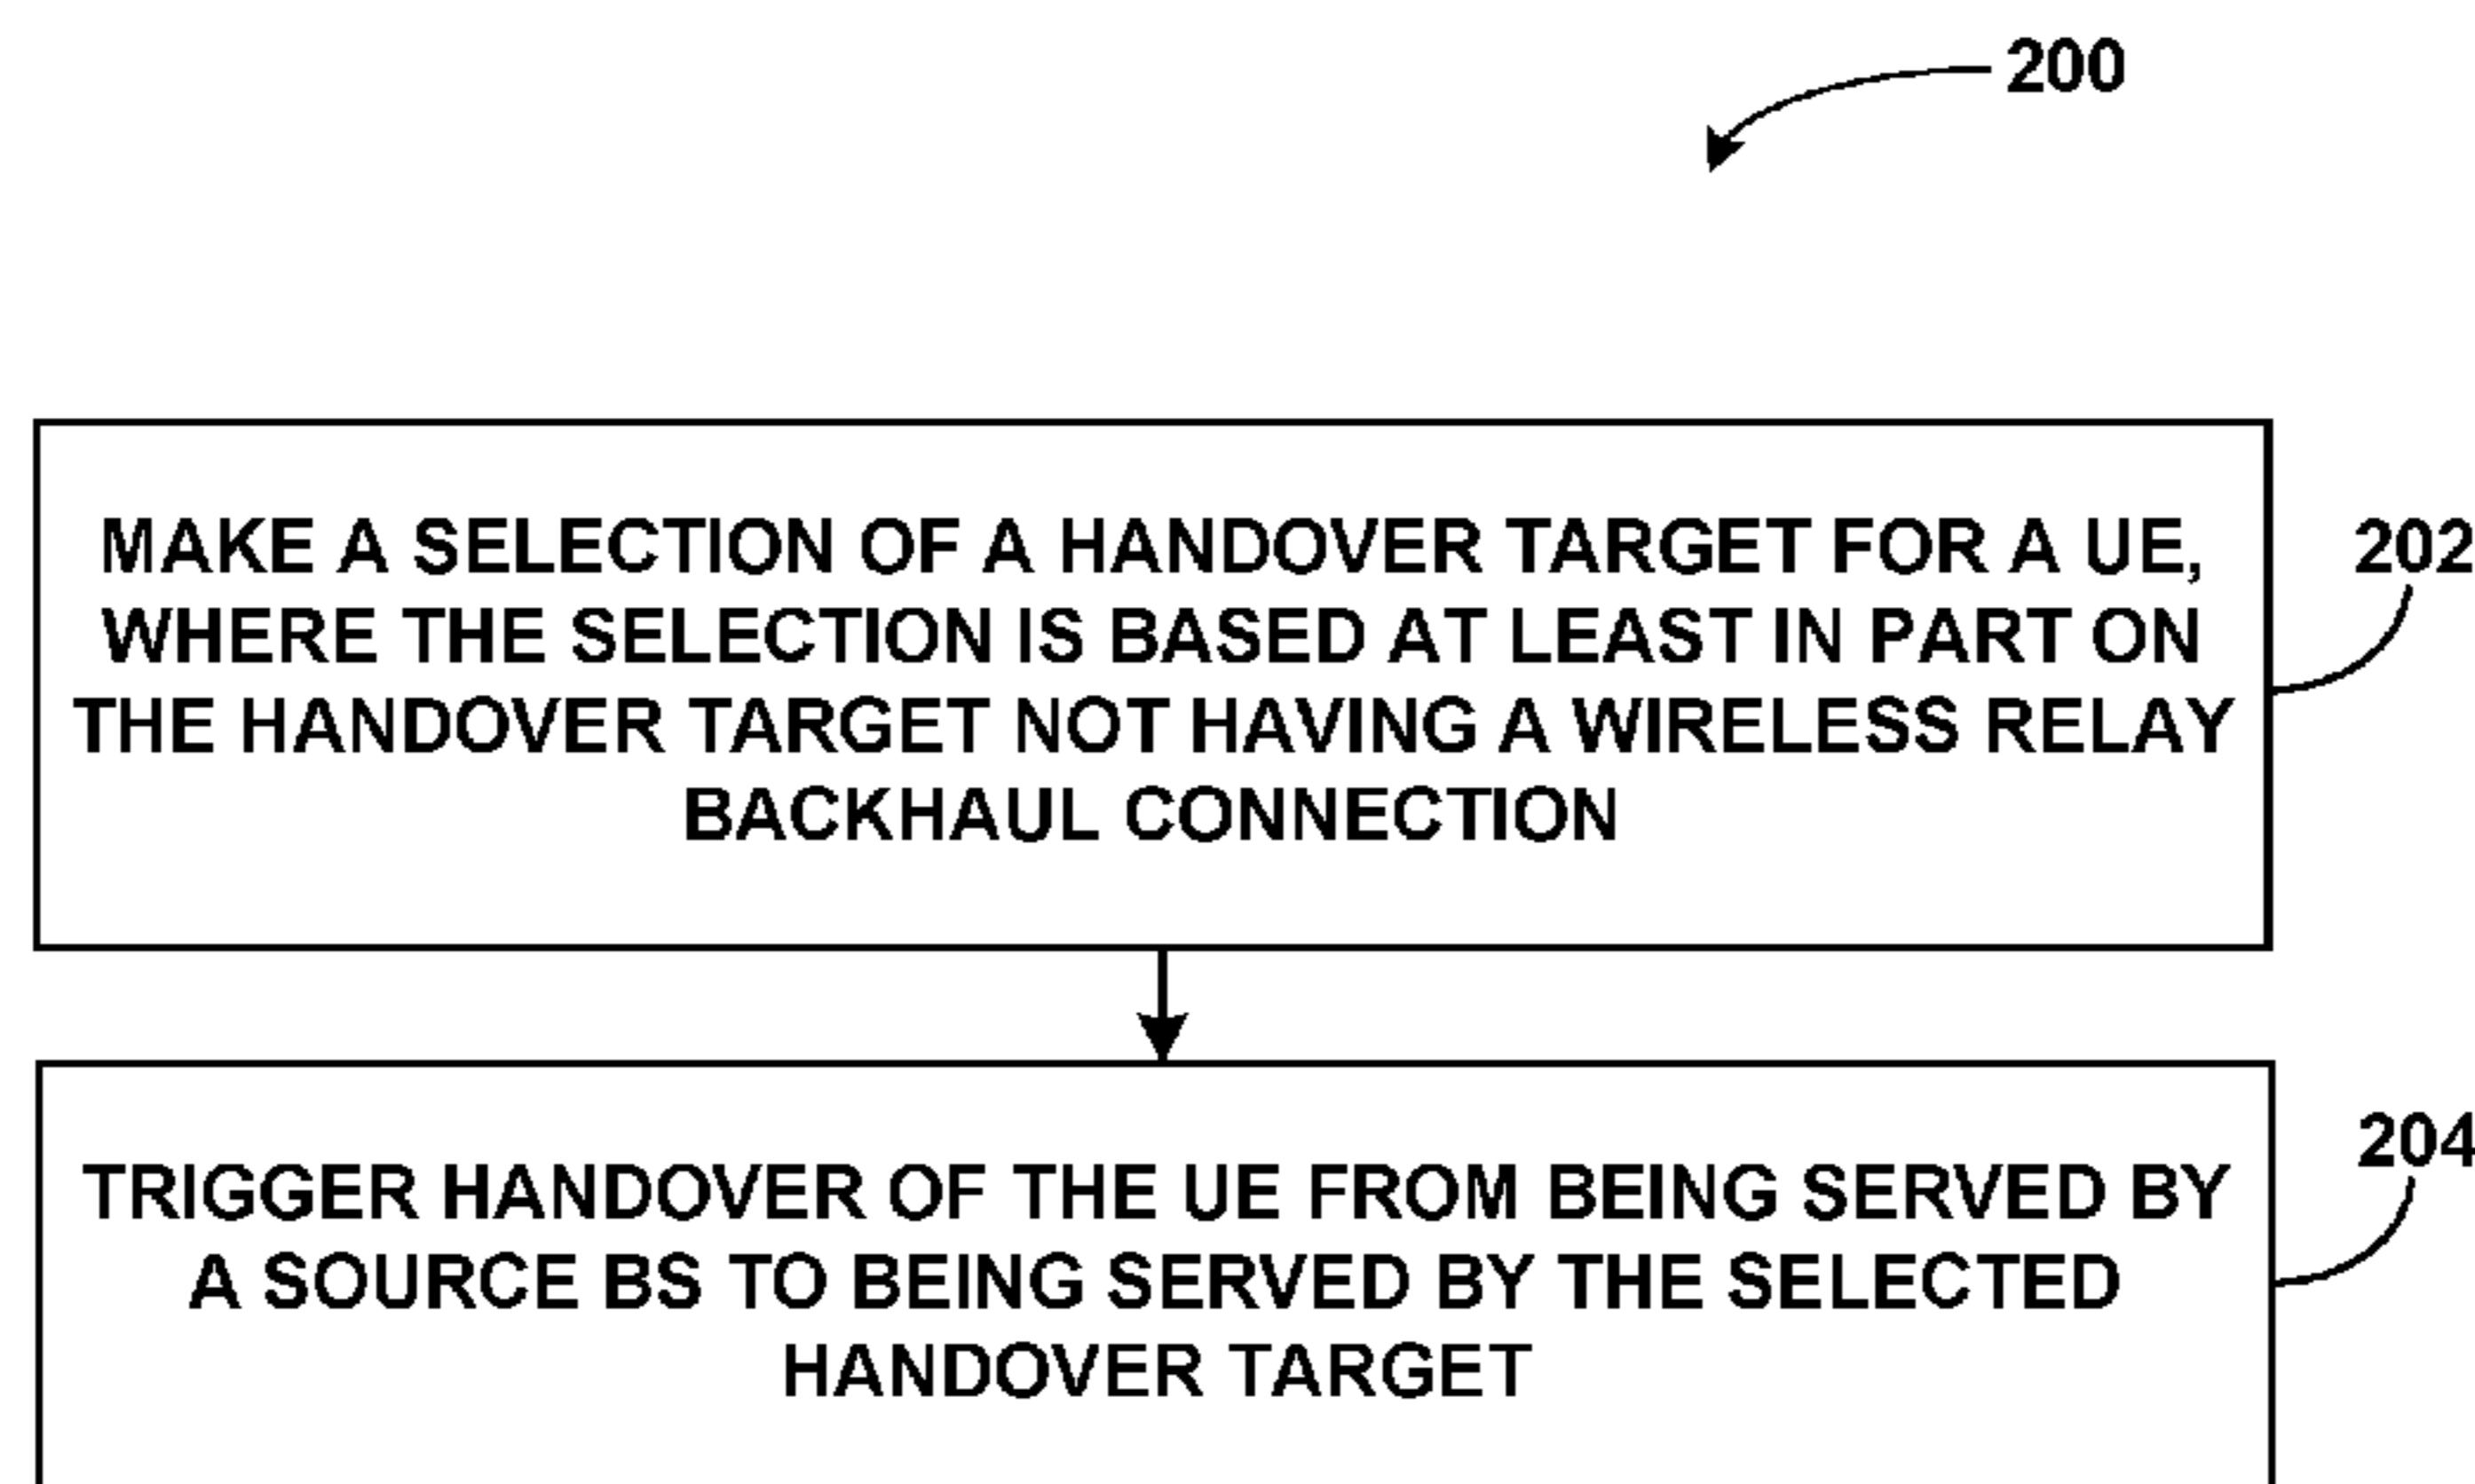 200
MAKE A SELECTION OF A HANDOVER TARGET FOR A UE,
WHERE THE SELECTION IS BASED AT LEAST IN PART ON
THE HANDOVER TARGET NOT HAVING A WIRELESS RELAY
BACKHAUL CONNECTION
202
TRIGGER HANDOVER OF THE UE FROM BEING SERVED BY
A SOURCE BS TO BEING SERVED BY THE SELECTED
HANDOVER TARGET
204